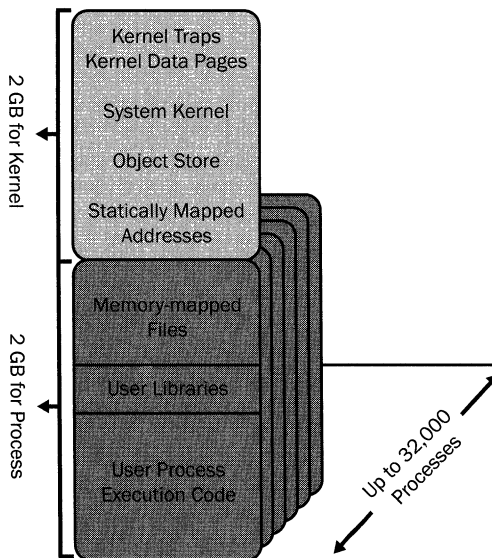 Kernel Traps
Kernel Data Pages
System Kernel
Object Store
Statically Mapped
Addresses
2 GB for Kernel
Memory-mapped
Files
User Libraries
User Process
Execution Code
2 GB for Process
Up to 32,000
Processes